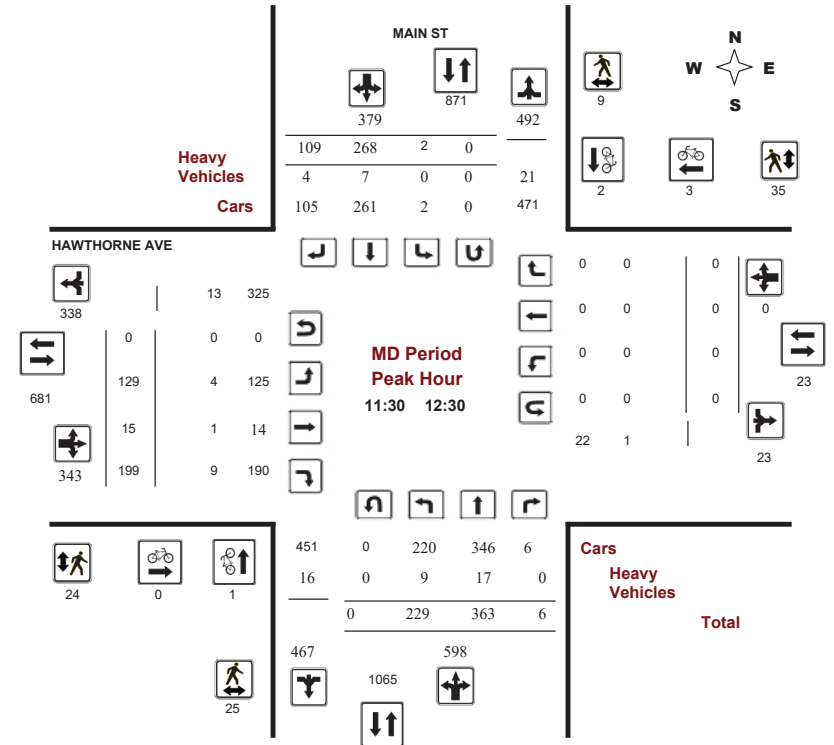 MAIN ST
N
W E
S
871
9
379 492
109 268 2 0
Heavy
Vehicles
4 7 0 0 21
Cars
105 261 2 0 471
2 3 35
HAWTHORNE AVE
338
13 325
0 0 0
129 4 125
681
15 1 14
343
199 9 190
MD Period
Peak Hour
11:30 12:30
0 0 0
0
0 0 0
0 0 0
23
0 0 0
22 1
23
24 0 1
25
451 0 220 346 6
16 0 9 17 0
0 229 363 6
467 598
1065
Cars
Heavy
Vehicles
Total